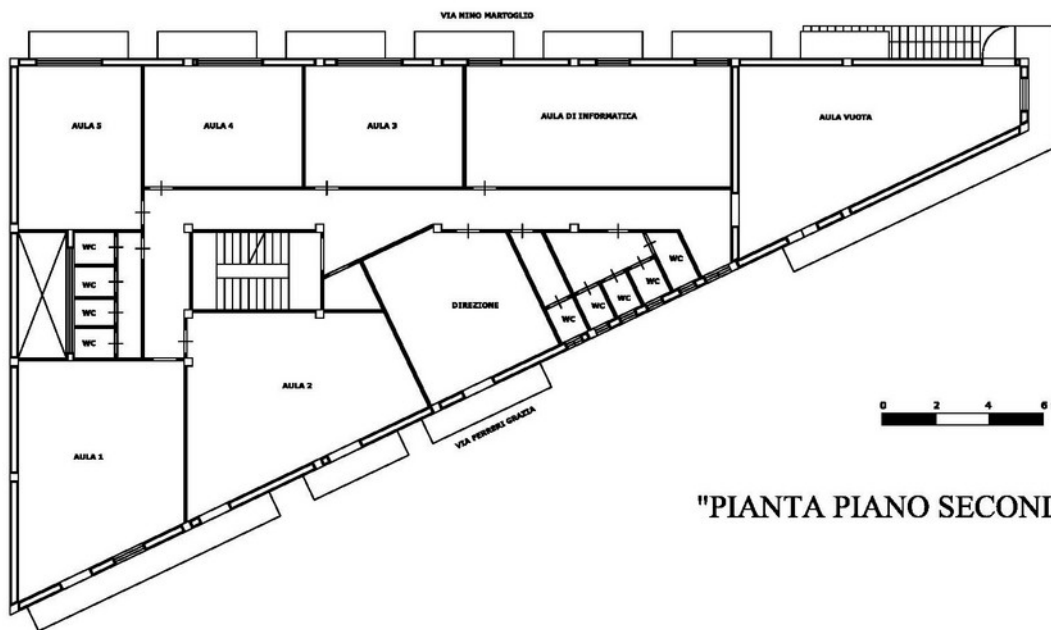 VIA NINO MARTOGLIO
AULA 5
AULA 4
AULA 3
AULA DI INFORMATICA
AULA VUOTA
WC
WC
WC
WC
WC
WC
WC
WC
WC
DIREZIONE
AULA 2
AULA 1
VIA FERRERI GRAZIA
0 2 4 6
"PIANTA PIANO SECOND